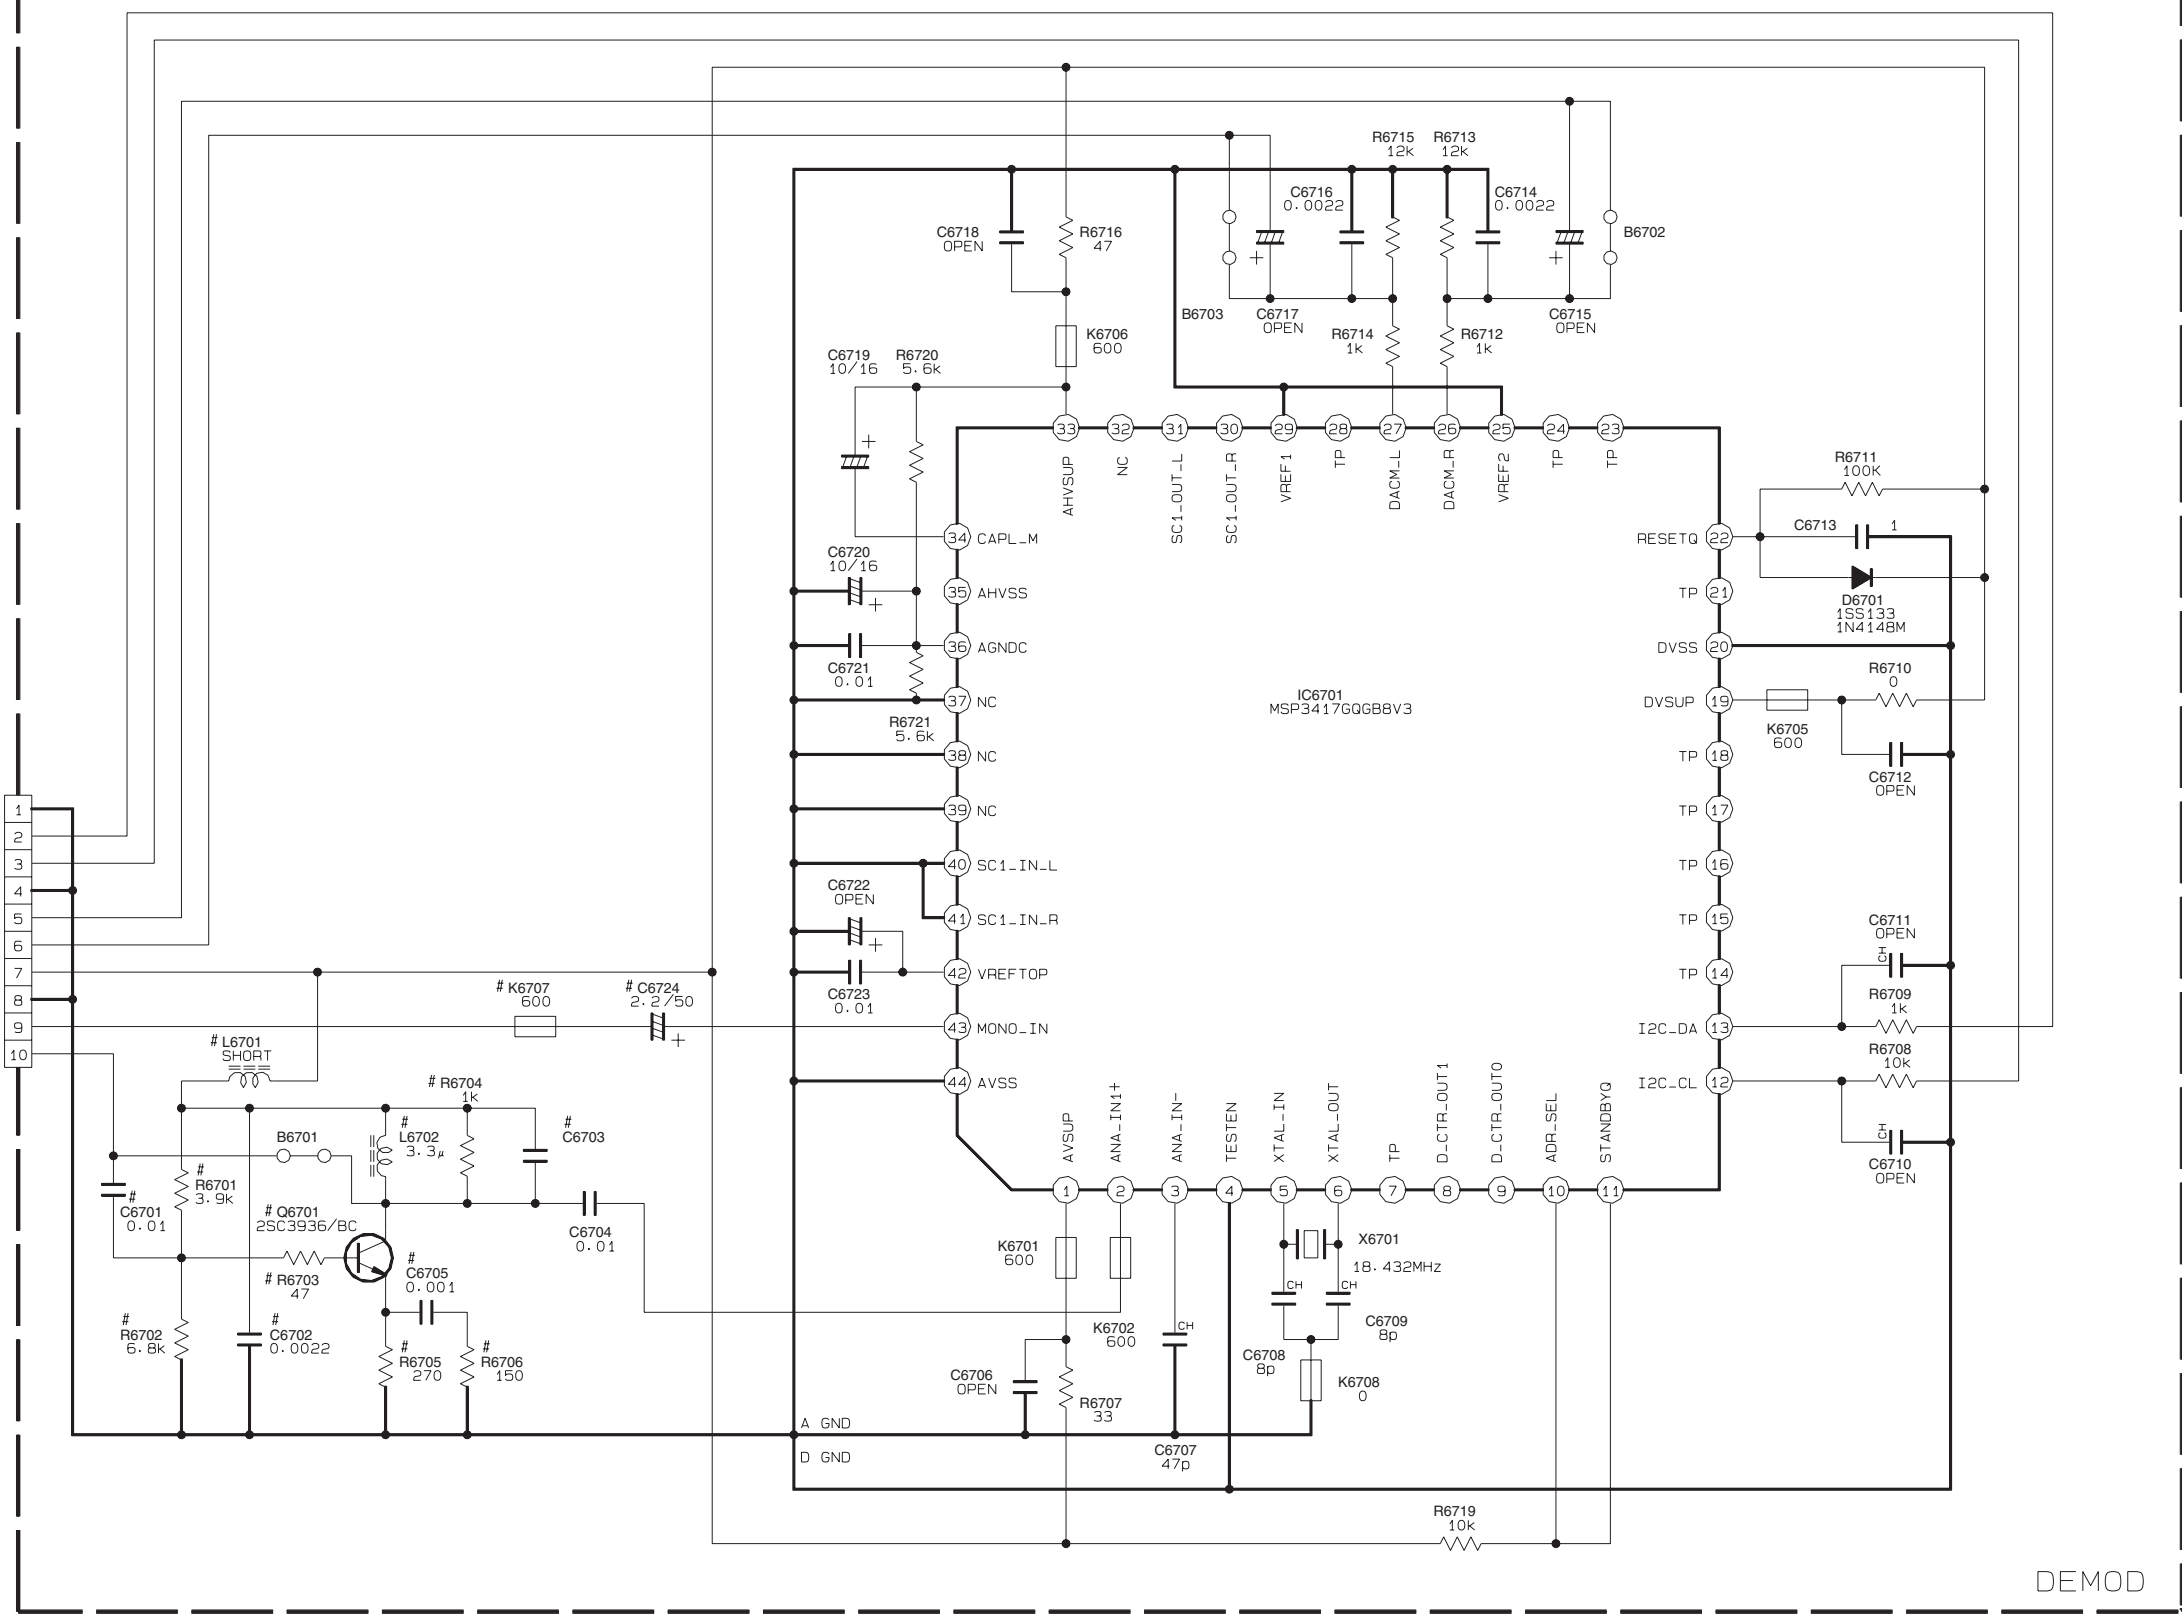 R6715
12k
R6713
12k
C6716
0.0022
C6714
0.0022
C6718
OPEN
R6716
47
B6702
B6703
C6717
OPEN
C6715
OPEN
K6706
600
R6714
1k
R6712
1k
C6719
10/16
R6720
5.6k
+
+
+
33
32
31
30
29
28
27
26
25
24
23
AHVSUP
NC
SC1_OUT_L
SC1_OUT_R
VREF1
TP
DACM_L
DACM_R
VREF2
TP
TP
R6711
100K
34
CAPL_M
RESETQ
22
C6713
1
C6720
10/16
+
35
AHVSS
TP
21
D6701
1SS133
1N4148M
36
AGNDC
DVSS
20
C6721
0.01
R6710
0
37
NC
IC6701
MSP3417GQGB8V3
DVSUP
19
R6721
5.6k
K6705
600
38
NC
TP
18
C6712
OPEN
39
NC
TP
17
1
2
3
4
5
6
7
8
9
10
40
SC1_IN_L
TP
16
C6722
OPEN
+
41
SC1_IN_R
TP
15
C6711
OPEN
CH
42
VREFTOP
TP
14
C6723
0.01
# K6707
600
# C6724
2.2/50
+
R6709
1k
43
MONO_IN
I2C_DA
13
# L6701
SHORT
R6708
10k
44
AVSS
I2C_CL
12
# R6704
1k
AVSUP
ANA_IN1+
ANA_IN-
TESTEN
XTAL_IN
XTAL_OUT
TP
D_CTR_OUT1
D_CTR_OUT0
ADR_SEL
STANDBYQ
B6701
#
L6702
3.3µ
#
C6703
CH
C6710
OPEN
#
R6701
3.9k
#
C6701
0.01
1
2
3
4
5
6
7
8
9
10
11
# Q6701
2SC3936/BC
C6704
0.01
K6701
600
X6701
18.432MHz
#
C6705
0.001
# R6703
47
CH
CH
#
R6702
6.8k
#
C6702
0.0022
K6702
600
CH
C6709
8p
C6708
8p
#
R6705
270
#
R6706
150
C6706
OPEN
K6708
0
R6707
33
A GND
D GND
C6707
47p
R6719
10k
DEMOD